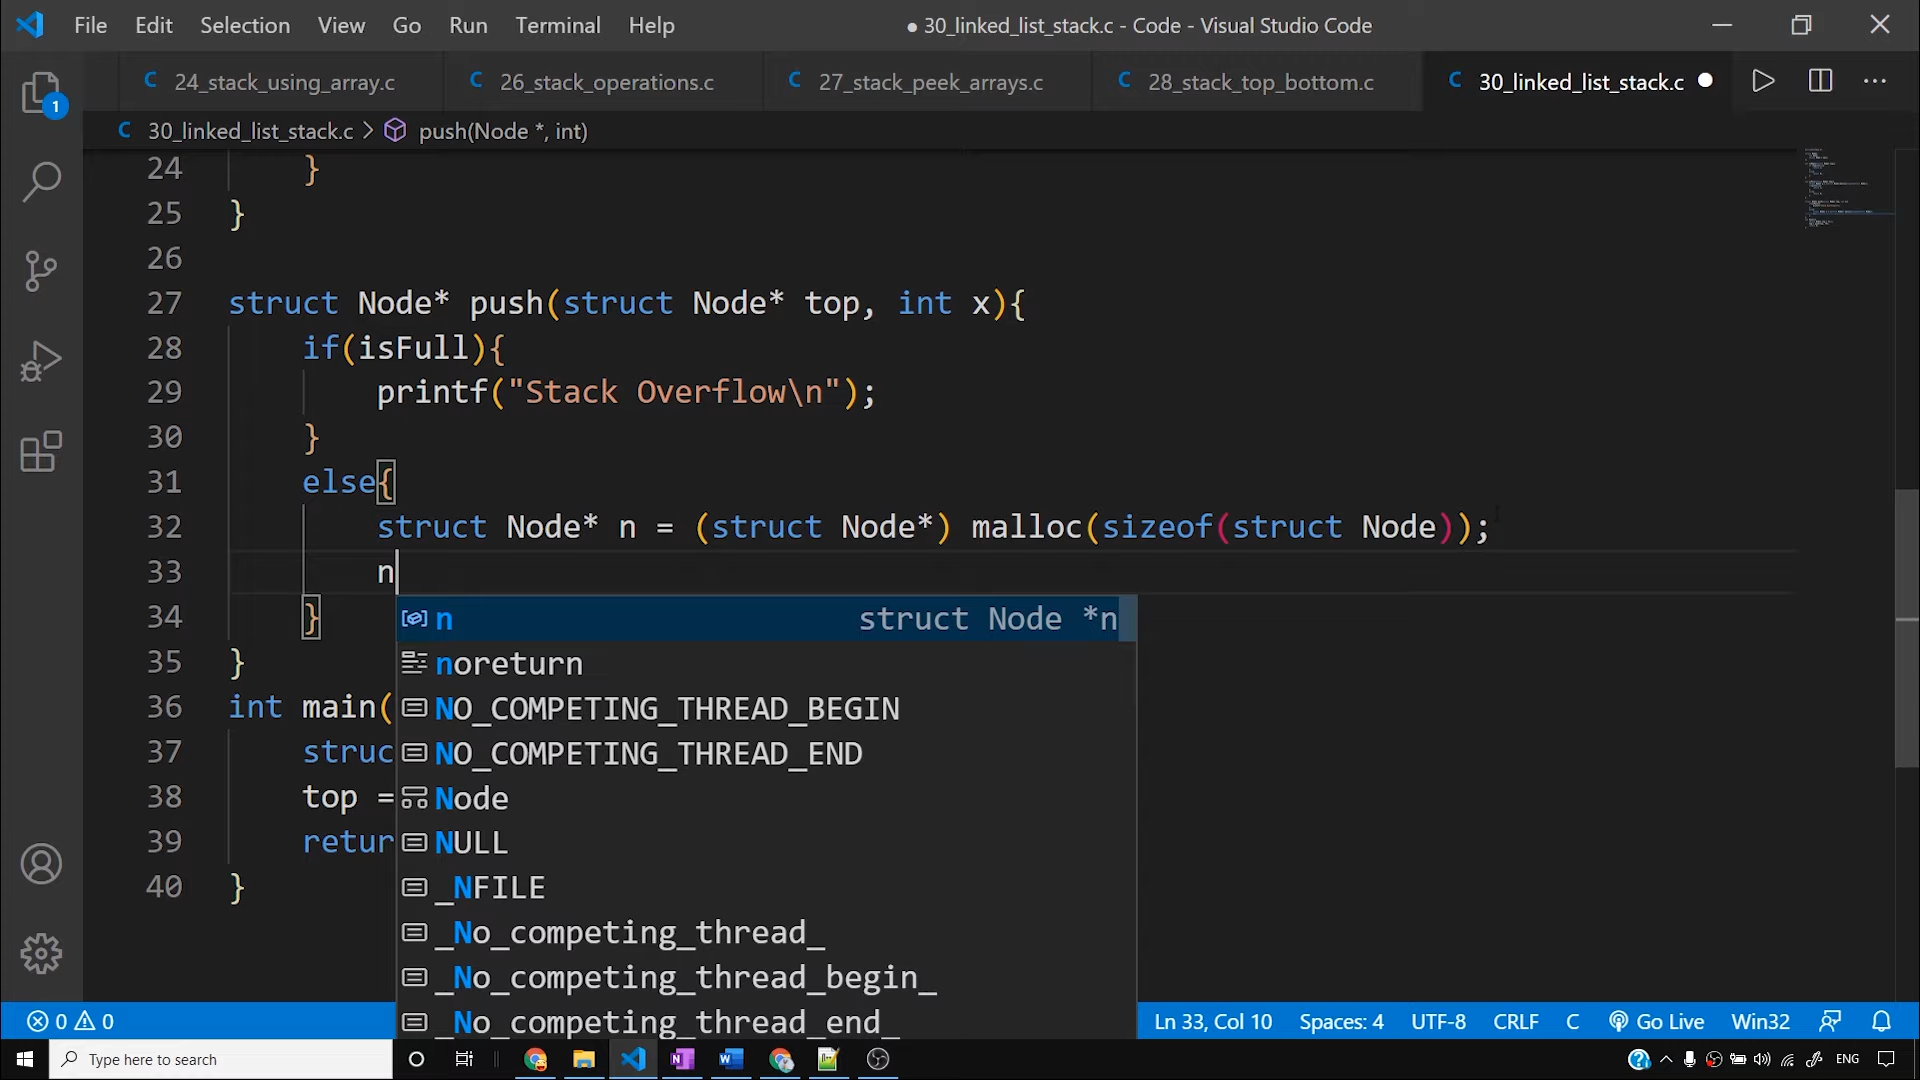 File Edit Selection View Go Run Terminal Help ● 30_linked_list_stack.c - Code - Visual Studio Code
C 24_stack_using_array.c C 26_stack_operations.c C 27_stack_peek_arrays.c C 28_stack_top_bottom.c C 30_linked_list_stack.c ●
1
C 30_linked_list_stack.c > push(Node *, int)
24 }
25 }
26
27 struct Node* push(struct Node* top, int x){
28 if(isFull){
29 printf("Stack Overflow\n");
30 }
31 else{
32 struct Node* n = (struct Node*) malloc(sizeof(struct Node));
33 n
34 }
35 }
36 int main(
37 struc
38 top =
39 retur
40 }
n struct Node *n
noreturn
NO_COMPETING_THREAD_BEGIN
NO_COMPETING_THREAD_END
Node
NULL
_NFILE
_No_competing_thread_
_No_competing_thread_begin_
_No_competing_thread_end_
0 0 Ln 33, Col 10 Spaces: 4 UTF-8 CRLF C Go Live Win32
Type here to search ENG